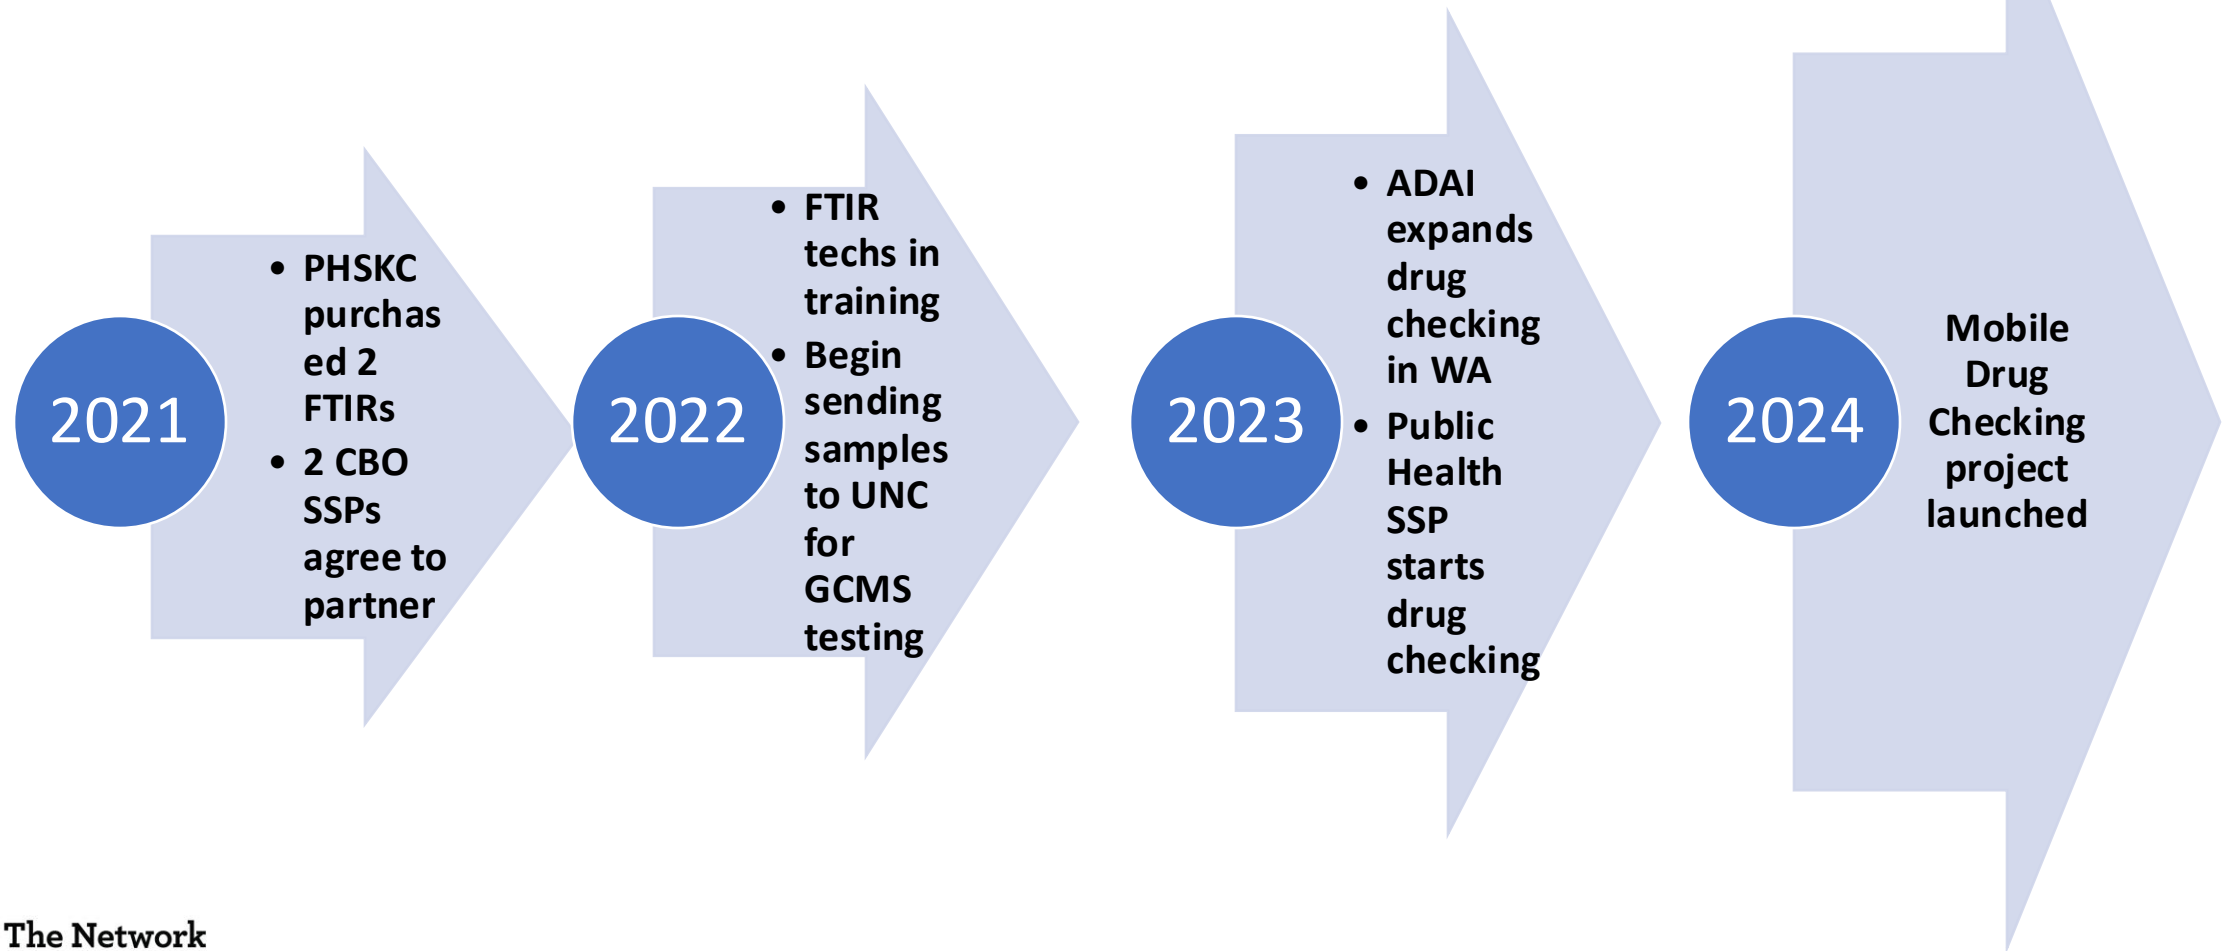 2021
• PHSKC
purchas
ed 2
FTIRs
• 2 CBO
SSPs
agree to
partner
2022
• FTIR
techs in
training
• Begin
sending
samples
to UNC
for
GCMS
testing
2023
• ADAI
expands
drug
checking
in WA
• Public
Health
SSP
starts
drug
checking
2024
Mobile
Drug
Checking
project
launched
The Network